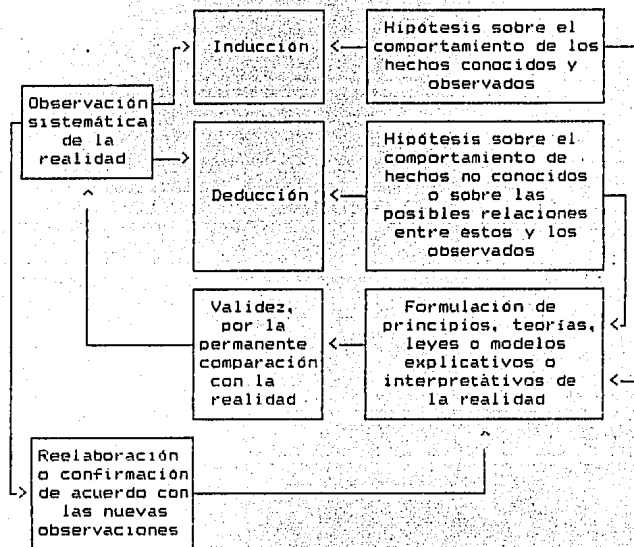 Inducción
Hipótesis sobre el
comportamiento de los
hechos conocidos y
observados
Observación
sistemática
de la
realidad
Deducción
Hipótesis sobre el
comportamiento de
hechos no conocidos
o sobre las
posibles relaciones
entre éstos y los
observados
Validez,
por la
permanente
comparación
con la
realidad
Formulación de
principios, teorías,
leyes o modelos
explicativos o
interpretátivos de
la realidad
Reelaboración
o confirmación
de acuerdo con
las nuevas
observaciones